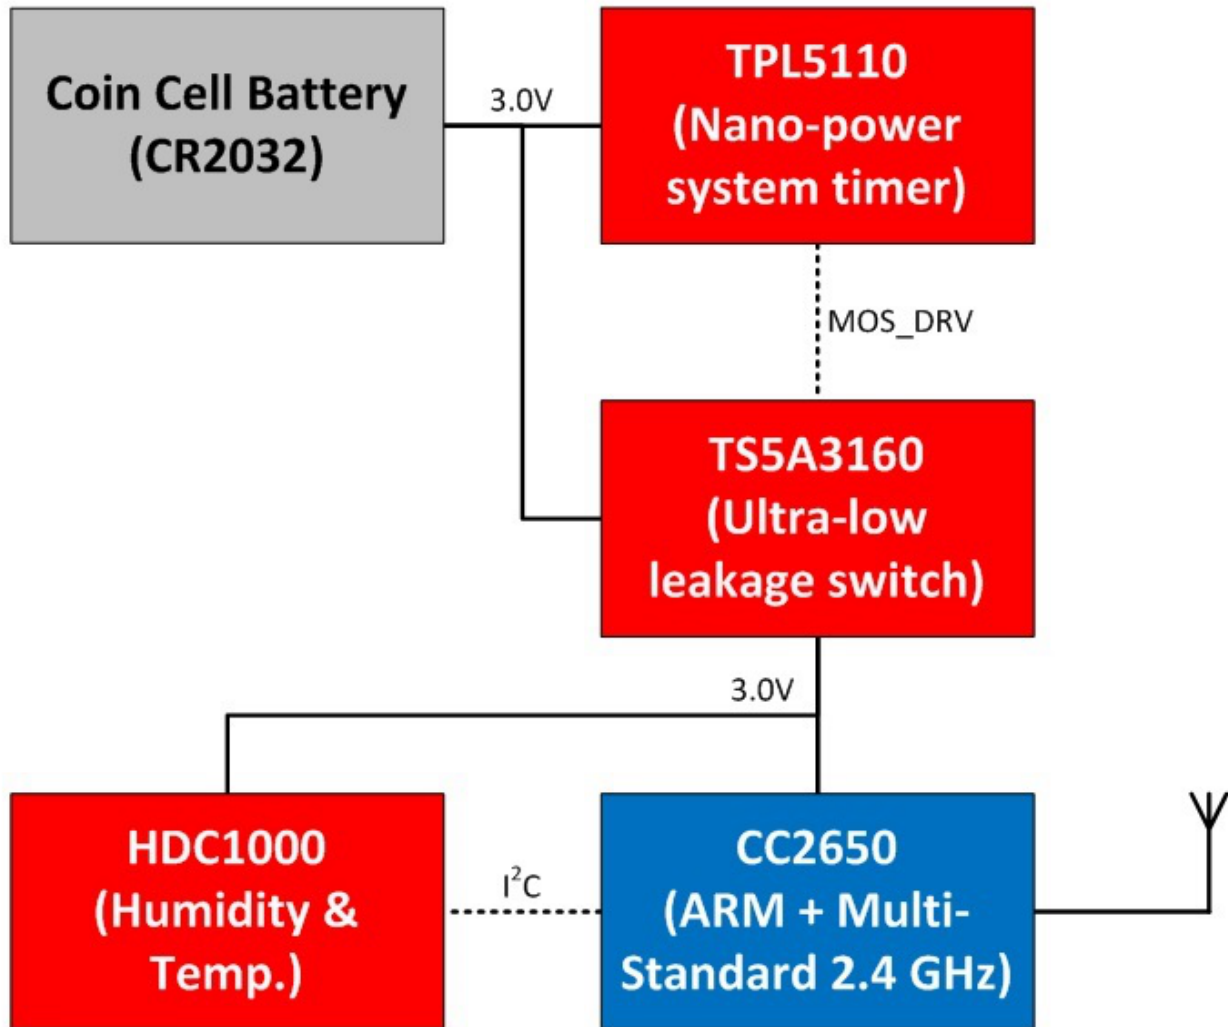 Coin Cell Battery
(CR2032)
3.0V
TPL5110
(Nano-power
system timer)
MOS_DRV
TS5A3160
(Ultra-low
leakage switch)
3.0V
HDC1000
(Humidity &
Temp.)
I²C
CC2650
(ARM + Multi-
Standard 2.4 GHz)